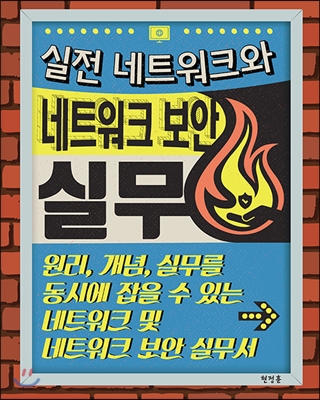 실전 네트워크와
네트워크 보안
실무
원리, 개념, 실무를
동시에 잡을 수 있는
네트워크 및
네트워크 보안 실무서
현정훈